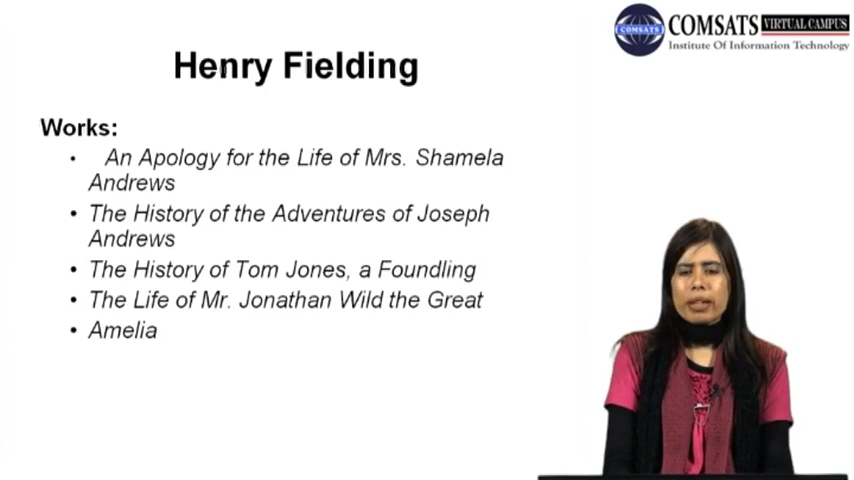 COMSATS VIRTUAL CAMPUS
COMSATS
Institute Of Information Technology
Henry Fielding
Works:
• An Apology for the Life of Mrs. Shamela
Andrews
• The History of the Adventures of Joseph
Andrews
• The History of Tom Jones, a Foundling
• The Life of Mr. Jonathan Wild the Great
• Amelia